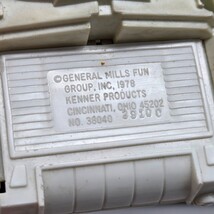 ©GENERAL MILLS FUN
GROUP, INC. 1978
KENNER PRODUCTS
CINCINNATI, OHIO 45202
NO. 38040